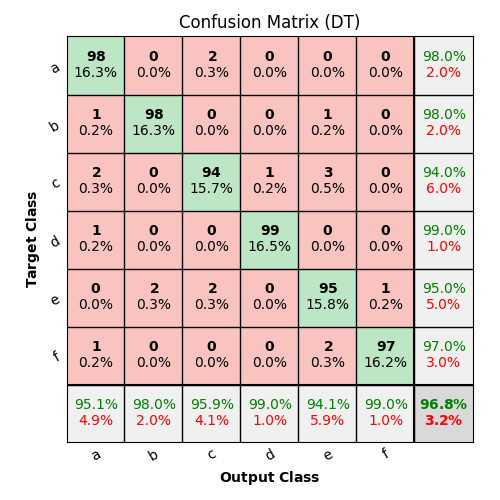 Confusion Matrix (DT)
a 98 0 2 0 0 0 98.0%
16.3% 0.0% 0.3% 0.0% 0.0% 0.0% 2.0%
b 1 98 0 0 1 0 98.0%
0.2% 16.3% 0.0% 0.0% 0.2% 0.0% 2.0%
c 2 0 94 1 3 0 94.0%
0.3% 0.0% 15.7% 0.2% 0.5% 0.0% 6.0%
d 1 0 0 99 0 0 99.0%
0.2% 0.0% 0.0% 16.5% 0.0% 0.0% 1.0%
e 0 2 2 0 95 1 95.0%
0.0% 0.3% 0.3% 0.0% 15.8% 0.2% 5.0%
f 1 0 0 0 2 97 97.0%
0.2% 0.0% 0.0% 0.0% 0.3% 16.2% 3.0%
95.1% 98.0% 95.9% 99.0% 94.1% 99.0% 96.8%
4.9% 2.0% 4.1% 1.0% 5.9% 1.0% 3.2%
a b c d e f
Output Class
Target Class